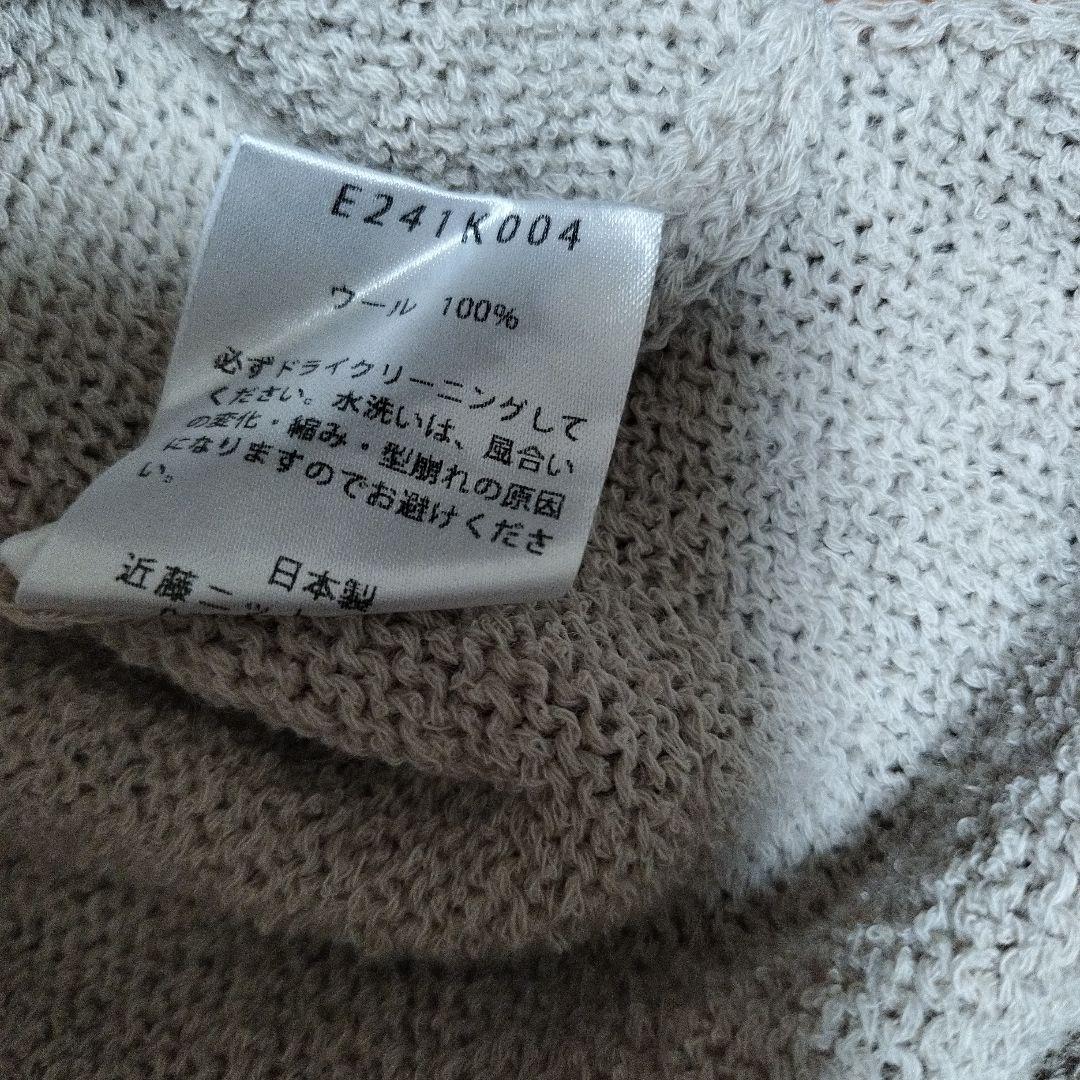 E241K004
ウール 100%
必ずドライクリーニングして
ください。水洗いは、風合い
の変化・縮み・型崩れの原因
になりますのでお避けくださ
い。
日本製
近藤ニット